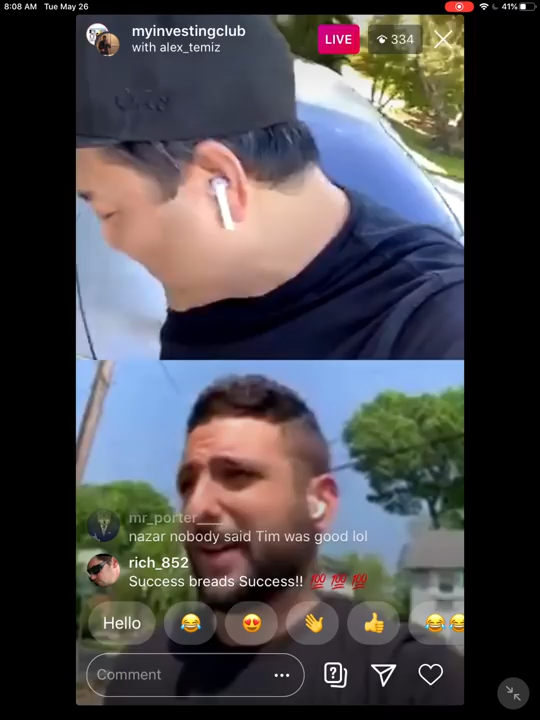 8:08 AM Tue May 26
41%
myinvestingclub
with alex_temiz
LIVE
334
mr_porter___
nazar nobody said Tim was good lol
rich_852
Success breads Success!! 💯 💯 💯
Hello
Comment